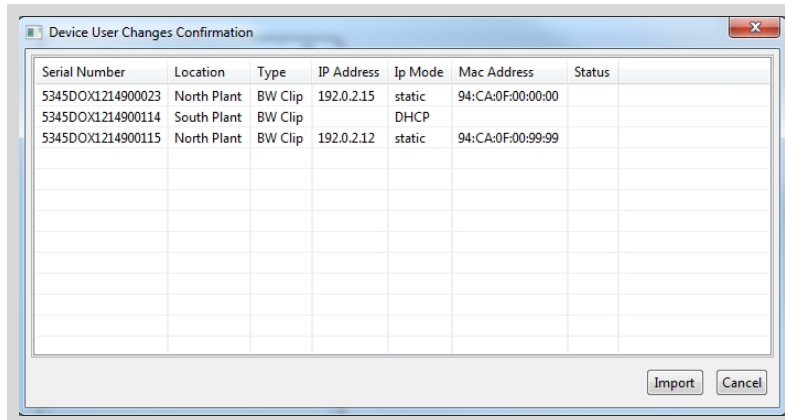 Device User Changes Confirmation
Serial Number Location Type IP Address Ip Mode Mac Address Status
5345DOX1214900023 North Plant BW Clip 192.0.2.15 static 94:CA:0F:00:00:00
5345DOX1214900114 South Plant BW Clip DHCP
5345DOX1214900115 North Plant BW Clip 192.0.2.12 static 94:CA:0F:00:99:99
Import Cancel